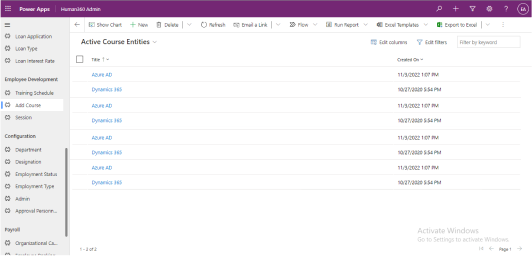 Power Apps | Human360 Admin
EA
Show Chart + New Delete Refresh Email a Link Flow Run Report Excel Templates Export to Excel
Loan Application
Loan Type
Loan Interest Rate
Employee Development
Training Schedule
Add Course
Session
Configuration
Department
Designation
Employment Status
Employment Type
Admin
Approval Personn...
Payroll
Organizational Ca...
Active Course Entities
Edit columns Edit filters Filter by keyword
Title ↑ Created On
Azure AD 11/3/2022 1:07 PM
Dynamics 365 10/27/2020 5:54 PM
Azure AD 11/3/2022 1:07 PM
Dynamics 365 10/27/2020 5:54 PM
Azure AD 11/3/2022 1:07 PM
Dynamics 365 10/27/2020 5:54 PM
Azure AD 11/3/2022 1:07 PM
Dynamics 365 10/27/2020 5:54 PM
Activate Windows
Go to Settings to activate Windows.
1 - 2 of 2
Page 1